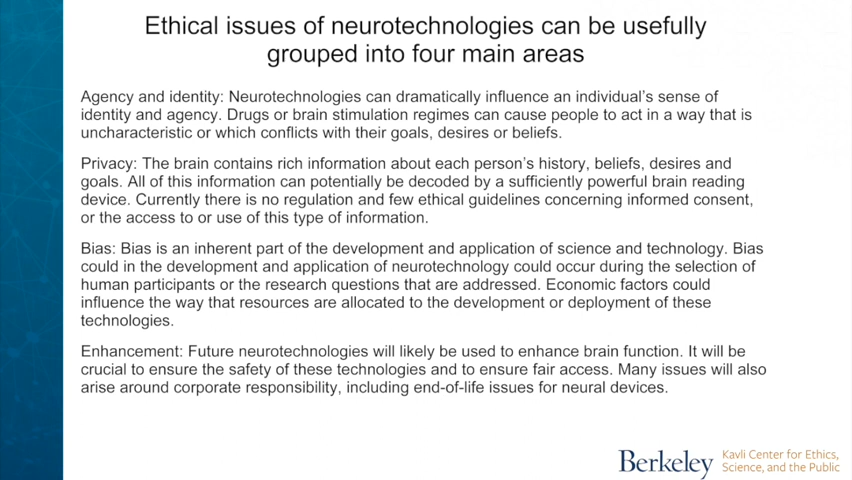 Ethical issues of neurotechnologies can be usefully
grouped into four main areas
Agency and identity: Neurotechnologies can dramatically influence an individual's sense of
identity and agency. Drugs or brain stimulation regimes can cause people to act in a way that is
uncharacteristic or which conflicts with their goals, desires or beliefs.
Privacy: The brain contains rich information about each person's history, beliefs, desires and
goals. All of this information can potentially be decoded by a sufficiently powerful brain reading
device. Currently there is no regulation and few ethical guidelines concerning informed consent,
or the access to or use of this type of information.
Bias: Bias is an inherent part of the development and application of science and technology. Bias
could in the development and application of neurotechnology could occur during the selection of
human participants or the research questions that are addressed. Economic factors could
influence the way that resources are allocated to the development or deployment of these
technologies.
Enhancement: Future neurotechnologies will likely be used to enhance brain function. It will be
crucial to ensure the safety of these technologies and to ensure fair access. Many issues will also
arise around corporate responsibility, including end-of-life issues for neural devices.
Berkeley
Kavli Center for Ethics,
Science, and the Public